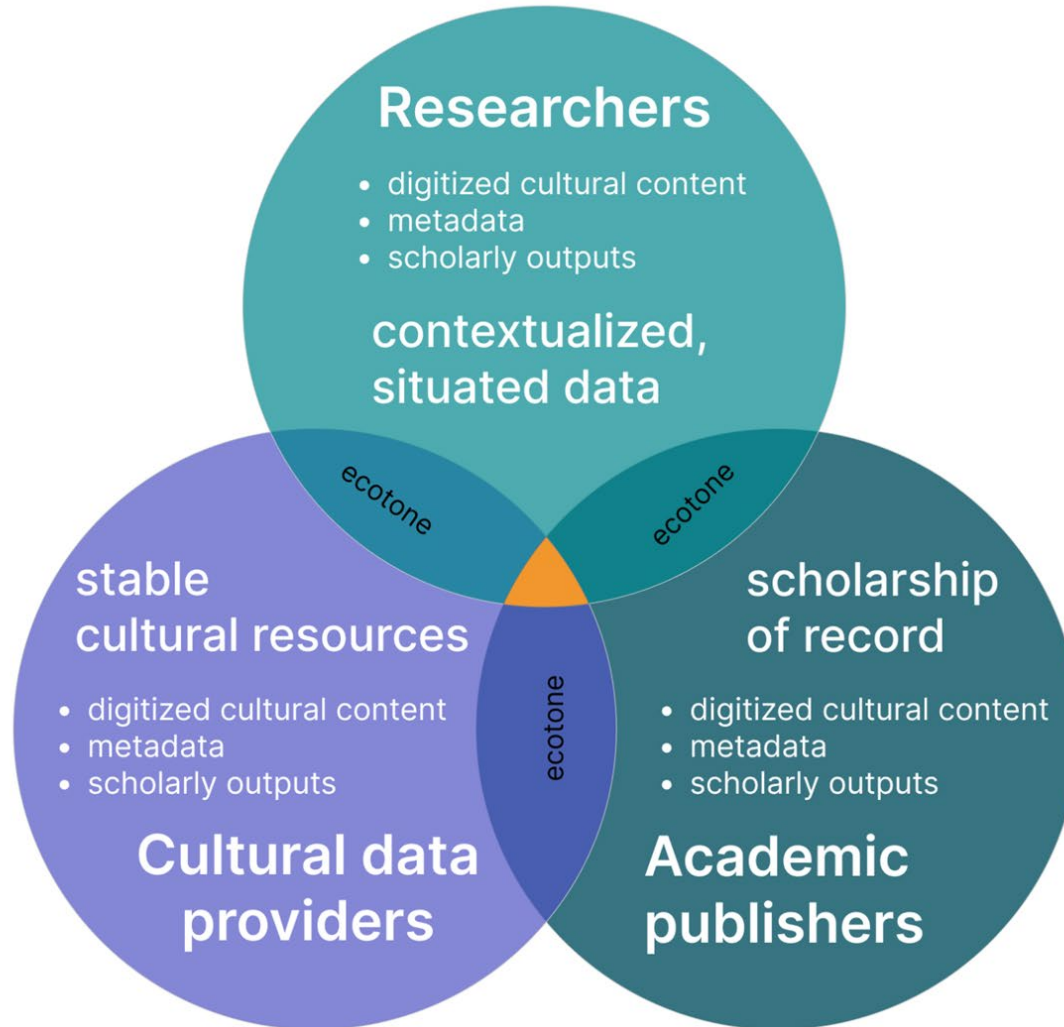 Researchers
• digitized cultural content
• metadata
• scholarly outputs
contextualized,
situated data
ecotone
ecotone
stable
cultural resources
• digitized cultural content
• metadata
• scholarly outputs
Cultural data
providers
ecotone
scholarship
of record
• digitized cultural content
• metadata
• scholarly outputs
Academic
publishers